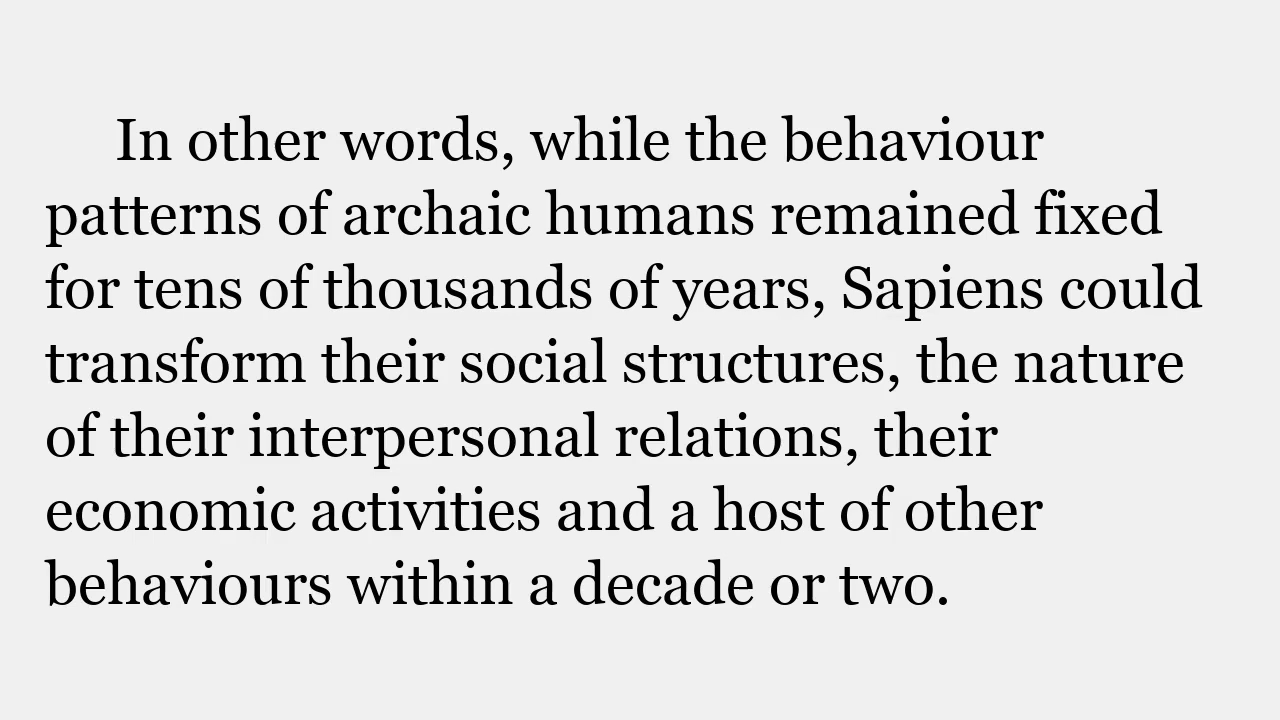 In other words, while the behaviour
patterns of archaic humans remained fixed
for tens of thousands of years, Sapiens could
transform their social structures, the nature
of their interpersonal relations, their
economic activities and a host of other
behaviours within a decade or two.